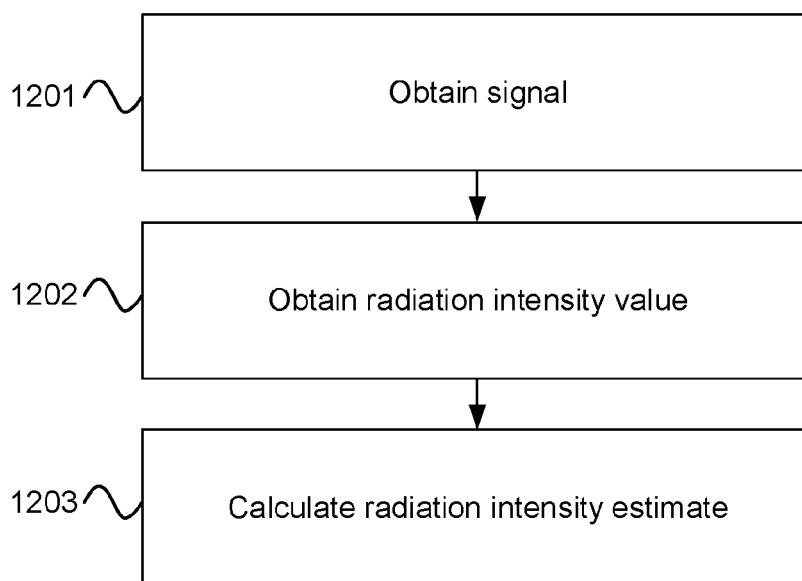 1201 Obtain signal
1202 Obtain radiation intensity value
1203 Calculate radiation intensity estimate